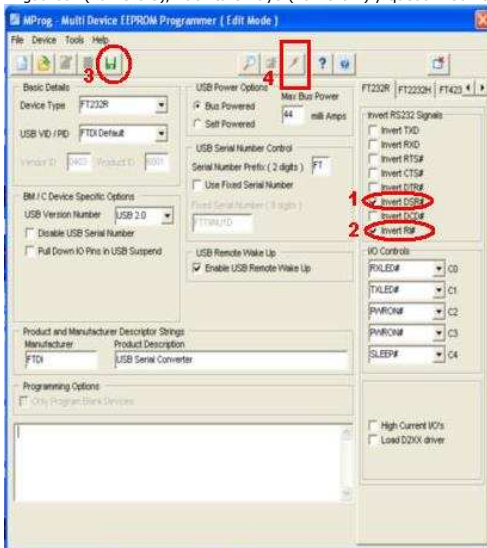 MProg - Multi Device EEPROM Programmer ( Edit Mode )
File Device Tools Help
3
4
Basic Details
Device Type FT232R
USB VID / PID FTDI Default
Vendor ID 0403 Product ID 6001
BM / C Device Specific Options
USB Version Number USB 2.0
Disable USB Serial Number
Pull Down IO Pins in USB Suspend
USB Power Options
Bus Powered
Self Powered
Max Bus Power
44 milli Amps
USB Serial Number Control
Serial Number Prefix ( 2 digits ) FT
Use Fixed Serial Number
Fixed Serial Number ( 8 digits )
USB Remote Wake Up
Enable USB Remote Wake Up
FT232R FT2232H FT423
Invert RS232 Signals
Invert TXD
Invert RXD
Invert RTS#
Invert CTS#
Invert DTR#
1 Invert DSR#
Invert DCD#
2 Invert RI#
I/O Controls
RXLED# C0
TXLED# C1
PWRON# C2
PWRON# C3
SLEEP# C4
High Current I/O's
Load D2XX driver
Product and Manufacturer Descriptor Strings
Manufacturer Product Description
FTDI USB Serial Converter
Programming Options
Only Program Blank Devices